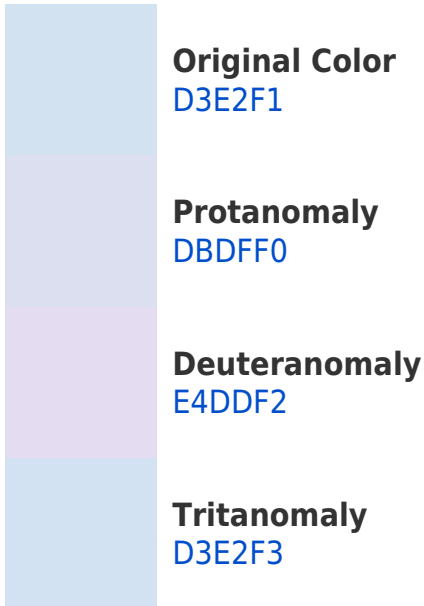 Original Color
D3E2F1
Protanomaly
DBDFF0
Deuteranomaly
E4DDF2
Tritanomaly
D3E2F3